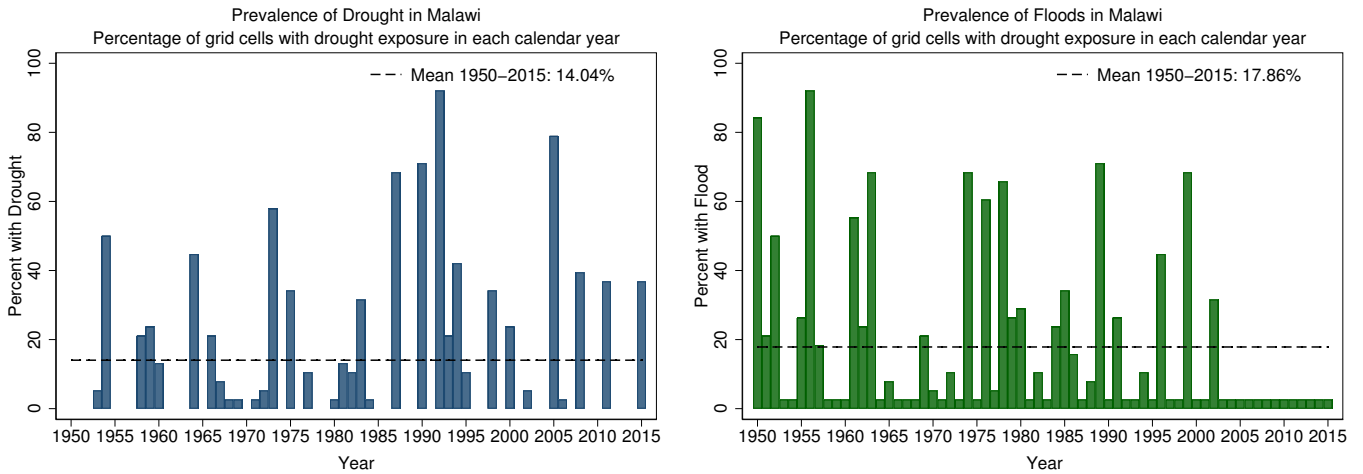 Prevalence of Drought in Malawi
Percentage of grid cells with drought exposure in each calendar year
Mean 1950−2015: 14.04%
Percent with Drought
100
80
60
40
20
0
1950 1955 1960 1965 1970 1975 1980 1985 1990 1995 2000 2005 2010 2015
Year
Prevalence of Floods in Malawi
Percentage of grid cells with drought exposure in each calendar year
Mean 1950−2015: 17.86%
Percent with Flood
100
80
60
40
20
0
1950 1955 1960 1965 1970 1975 1980 1985 1990 1995 2000 2005 2010 2015
Year